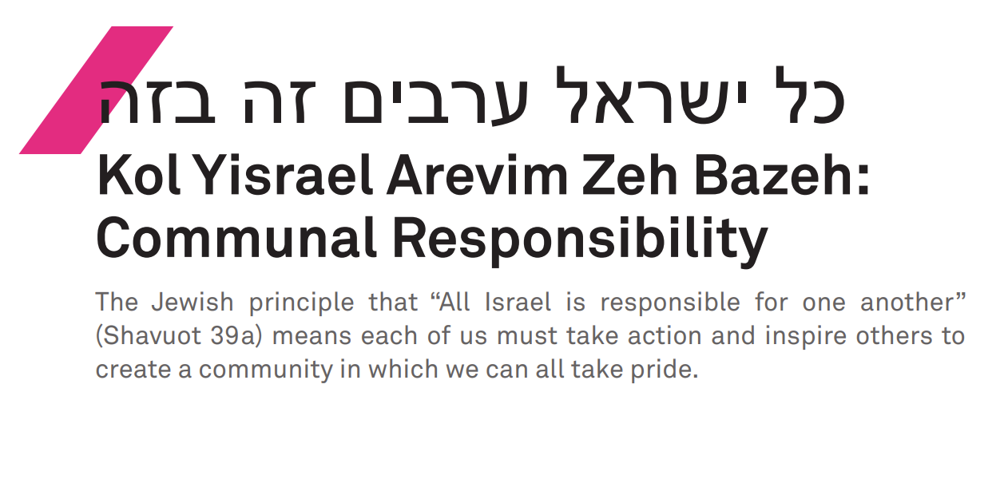 כל ישראל ערבים זה בזה
Kol Yisrael Arevim Zeh Bazeh:
Communal Responsibility
The Jewish principle that “All Israel is responsible for one another”
(Shavuot 39a) means each of us must take action and inspire others to
create a community in which we can all take pride.